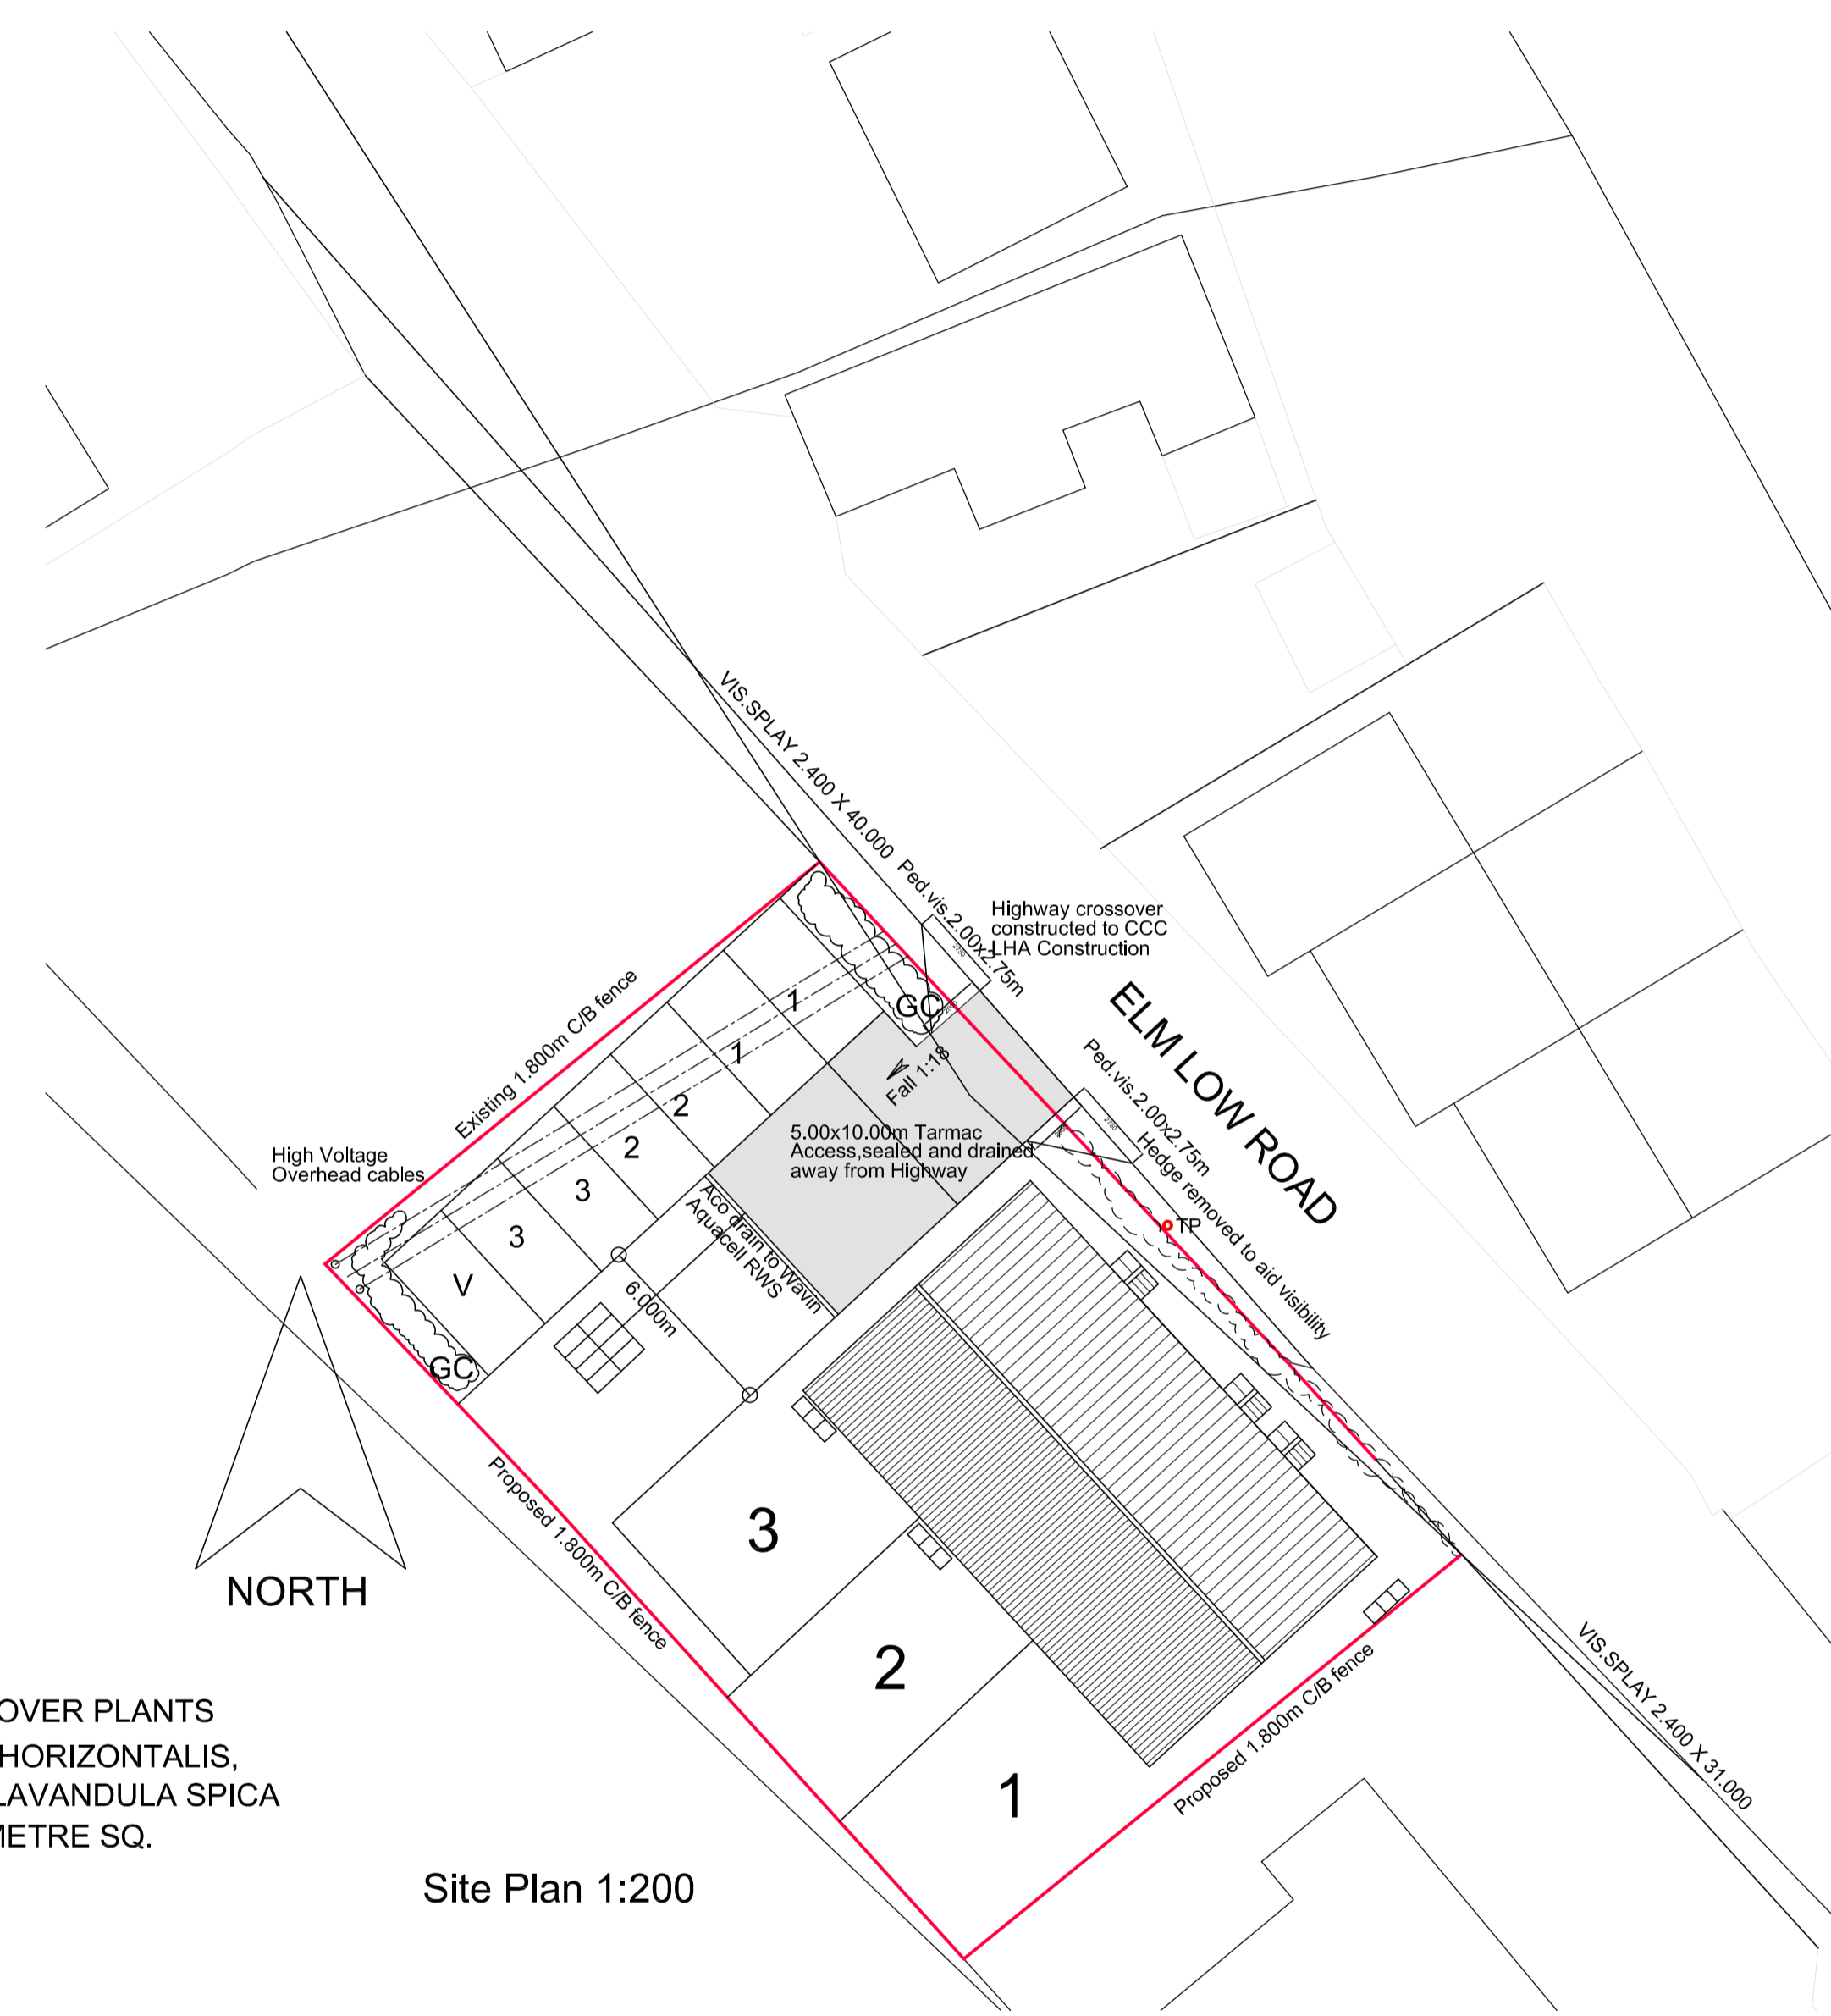 VIS.SPLAY 2.400 X 40.000
Ped.vis.2.00x2.75m
Highway crossover
constructed to CCC
LHA Construction
2750
ELM LOW ROAD
Existing 1.800m C/B fence
GC
1
1
2
2
3
3
V
Fall 1:18
Ped.vis.2.00x2.75m
2750
5.00x10.00m Tarmac
Access,sealed and drained
away from Highway
High Voltage
Overhead cables
Hedge removed to aid visibility
TP
Aco drain to Wavin
Aquacell RWS
6.000m
GC
NORTH
Proposed 1.800m C/B fence
3
2
1
Proposed 1.800m C/B fence
VIS.SPLAY 2.400 X 31.000
OVER PLANTS
HORIZONTALIS,
LAVANDULA SPICA
METRE SQ.
Site Plan 1:200